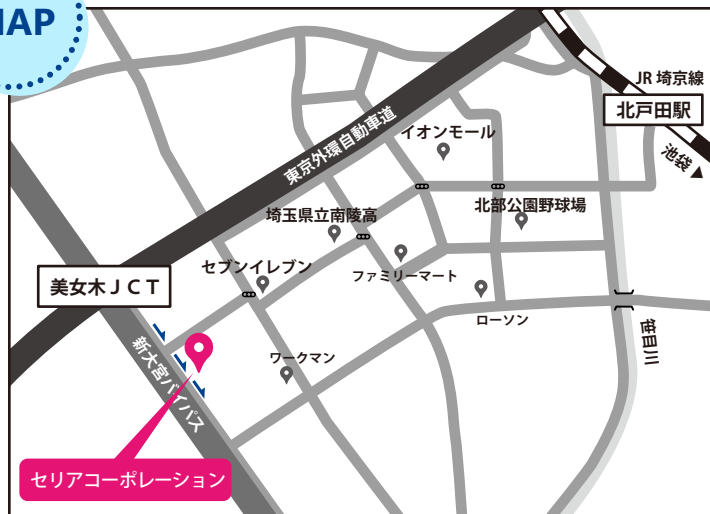 MAP
JR 埼京線
北戸田駅
池袋▲
イオンモール
東京外環自動車道
北部公園野球場
埼玉県立南陵高
セブンイレブン
ファミリーマート
美女木JCT
ローソン
笹目川
ワークマン
新大宮バイパス
セリアコーポレーション